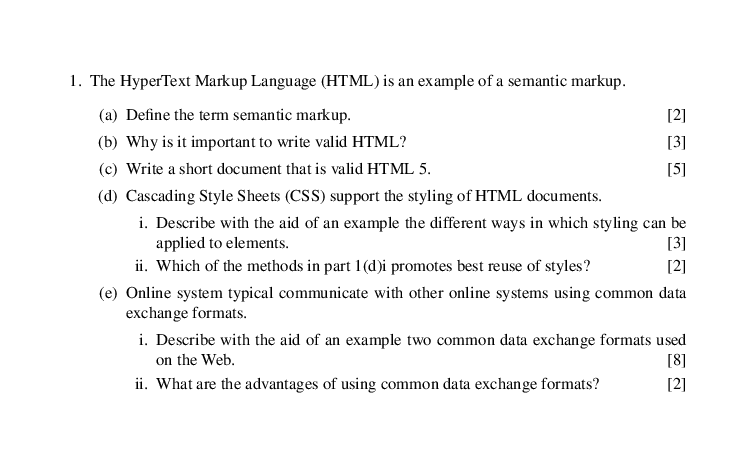 1. The HyperText Markup Language (HTML) is an example of a semantic markup.
(a) Define the term semantic markup. [2]
(b) Why is it important to write valid HTML? [3]
(c) Write a short document that is valid HTML 5. [5]
(d) Cascading Style Sheets (CSS) support the styling of HTML documents.
i. Describe with the aid of an example the different ways in which styling can be
applied to elements. [3]
ii. Which of the methods in part 1(d)i promotes best reuse of styles? [2]
(e) Online system typical communicate with other online systems using common data
exchange formats.
i. Describe with the aid of an example two common data exchange formats used
on the Web. [8]
ii. What are the advantages of using common data exchange formats? [2]